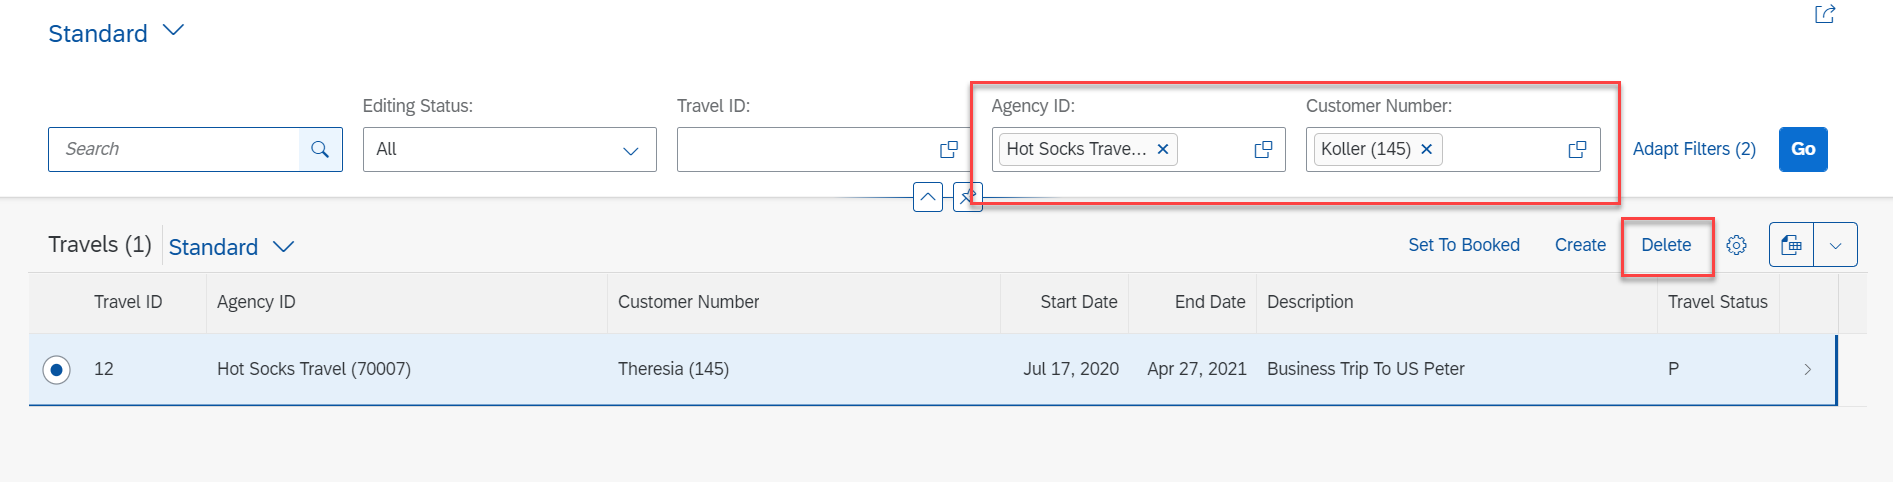 Standard
Editing Status:
Travel ID:
Agency ID:
Customer Number:
Search
All
Hot Socks Trave...
Koller (145)
Adapt Filters (2)
Go
Travels (1)
Standard
Set To Booked
Create
Delete
Travel ID
Agency ID
Customer Number
Start Date
End Date
Description
Travel Status
12
Hot Socks Travel (70007)
Theresia (145)
Jul 17, 2020
Apr 27, 2021
Business Trip To US Peter
P